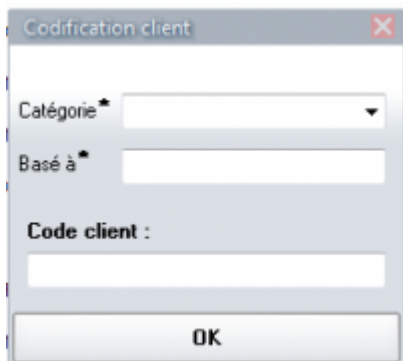 Codification client
Catégorie*
Basé à*
Code client :
OK